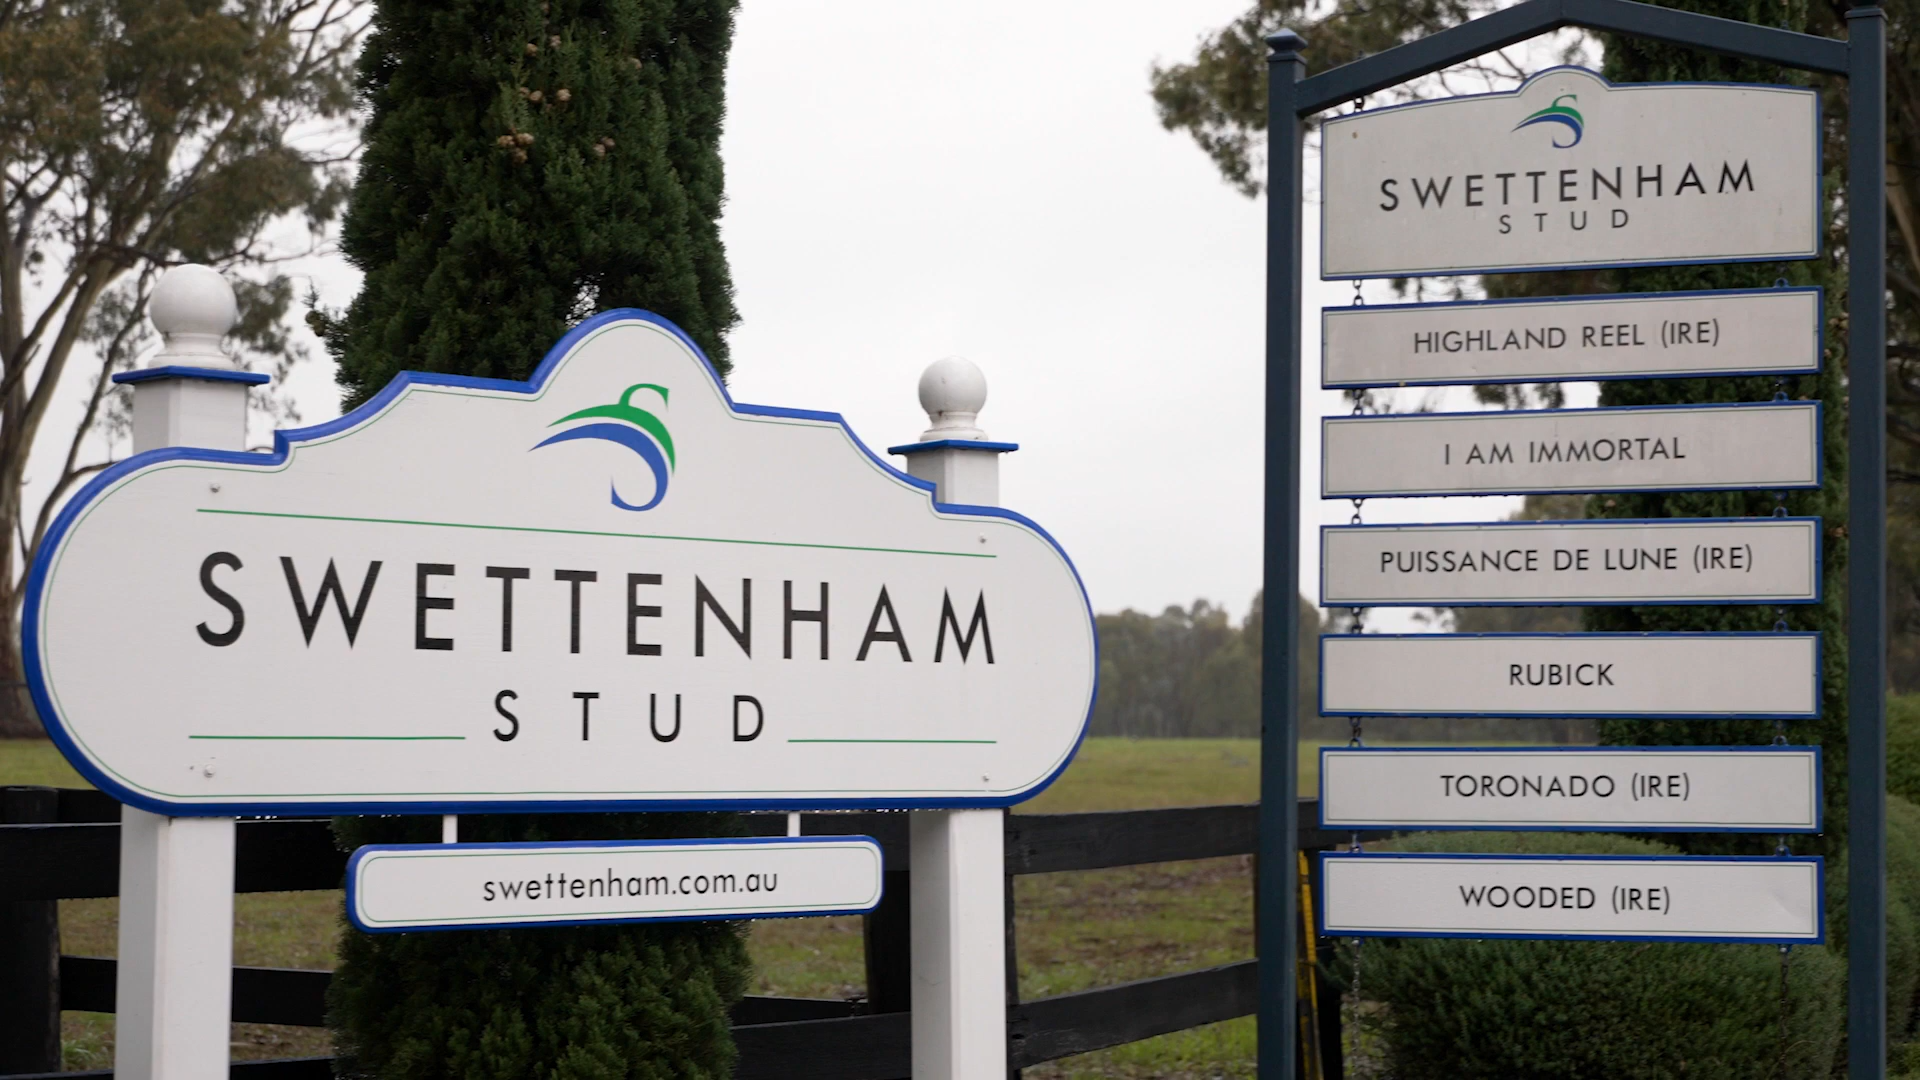 SWETTENHAM
STUD
swettenham.com.au
SWETTENHAM
STUD
HIGHLAND REEL (IRE)
I AM IMMORTAL
PUISSANCE DE LUNE (IRE)
RUBICK
TORONADO (IRE)
WOODED (IRE)